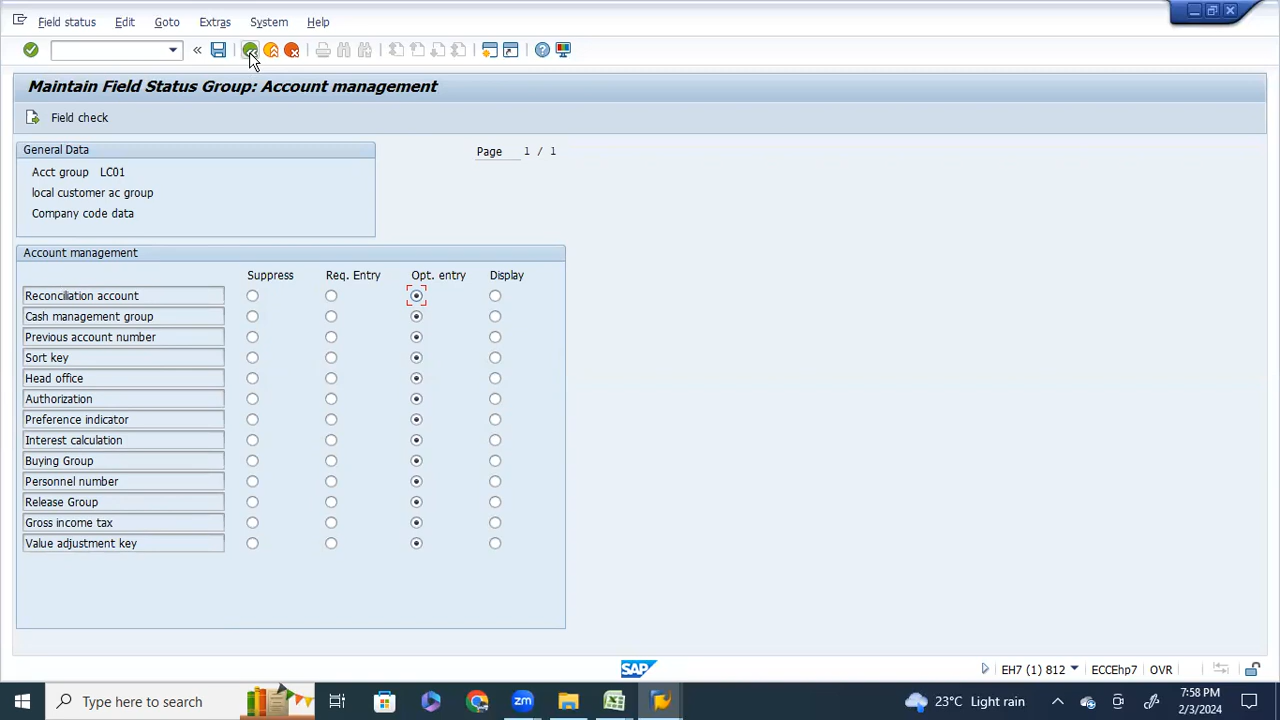 Field status Edit Goto Extras System Help
Maintain Field Status Group: Account management
Field check
General Data
Page 1 / 1
Acct group LC01
local customer ac group
Company code data
Account management
Suppress Req. Entry Opt. entry Display
Reconciliation account
Cash management group
Previous account number
Sort key
Head office
Authorization
Preference indicator
Interest calculation
Buying Group
Personnel number
Release Group
Gross income tax
Value adjustment key
SAP
EH7 (1) 812 ECCEhp7 OVR
Type here to search
zm
23°C Light rain
7:58 PM
2/3/2024